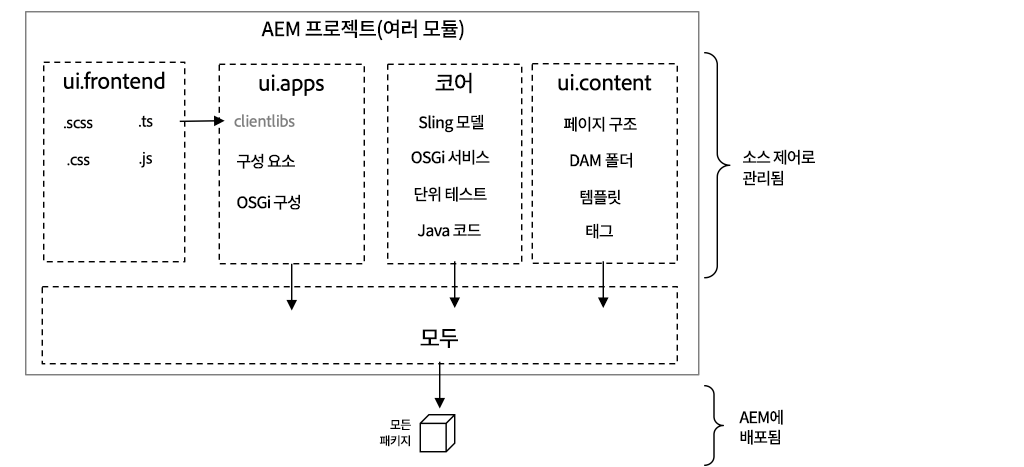 AEM 프로젝트(여러 모듈)
ui.frontend
.scss
.ts
.css
.js
ui.apps
clientlibs
구성 요소
OSGi 구성
코어
Sling 모델
OSGi 서비스
단위 테스트
Java 코드
ui.content
페이지 구조
DAM 폴더
템플릿
태그
소스 제어로
관리됨
모두
모든
패키지
AEM에
배포됨